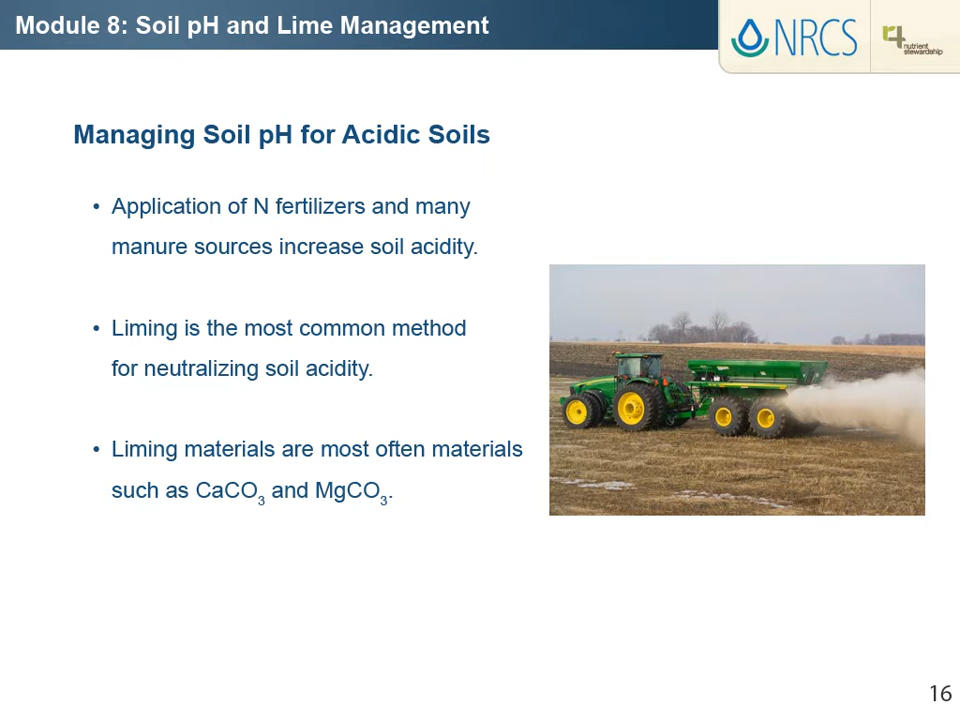 Module 8: Soil pH and Lime Management
NRCS
r4 nutrient
stewardship
Managing Soil pH for Acidic Soils
• Application of N fertilizers and many
manure sources increase soil acidity.
• Liming is the most common method
for neutralizing soil acidity.
• Liming materials are most often materials
such as CaCO₃ and MgCO₃.
16